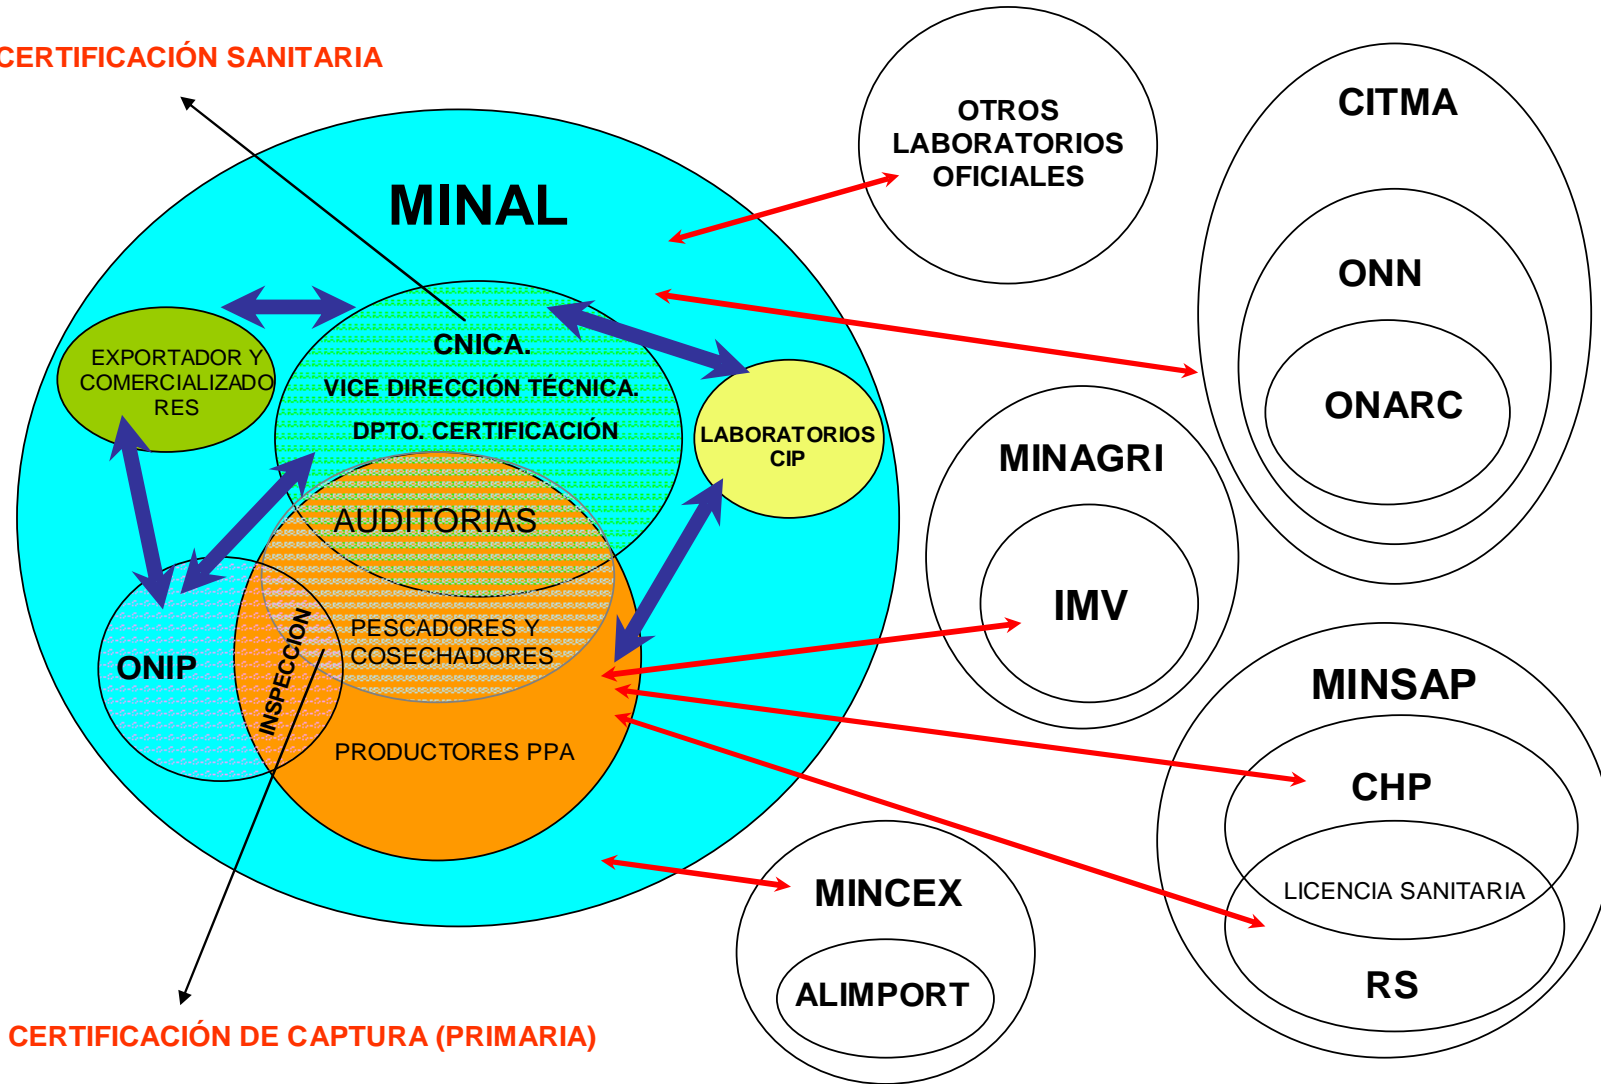 CERTIFICACIÓN SANITARIA
MINAL
EXPORTADOR Y
COMERCIALIZADO
RES
CNICA.
VICE DIRECCIÓN TÉCNICA.
DPTO. CERTIFICACIÓN
LABORATORIOS
CIP
AUDITORIAS
PESCADORES Y
COSECHADORES
ONIP
INSPECCION
PRODUCTORES PPA
CERTIFICACIÓN DE CAPTURA (PRIMARIA)
OTROS
LABORATORIOS
OFICIALES
CITMA
ONN
ONARC
MINAGRI
IMV
MINSAP
CHP
LICENCIA SANITARIA
RS
MINCEX
ALIMPORT